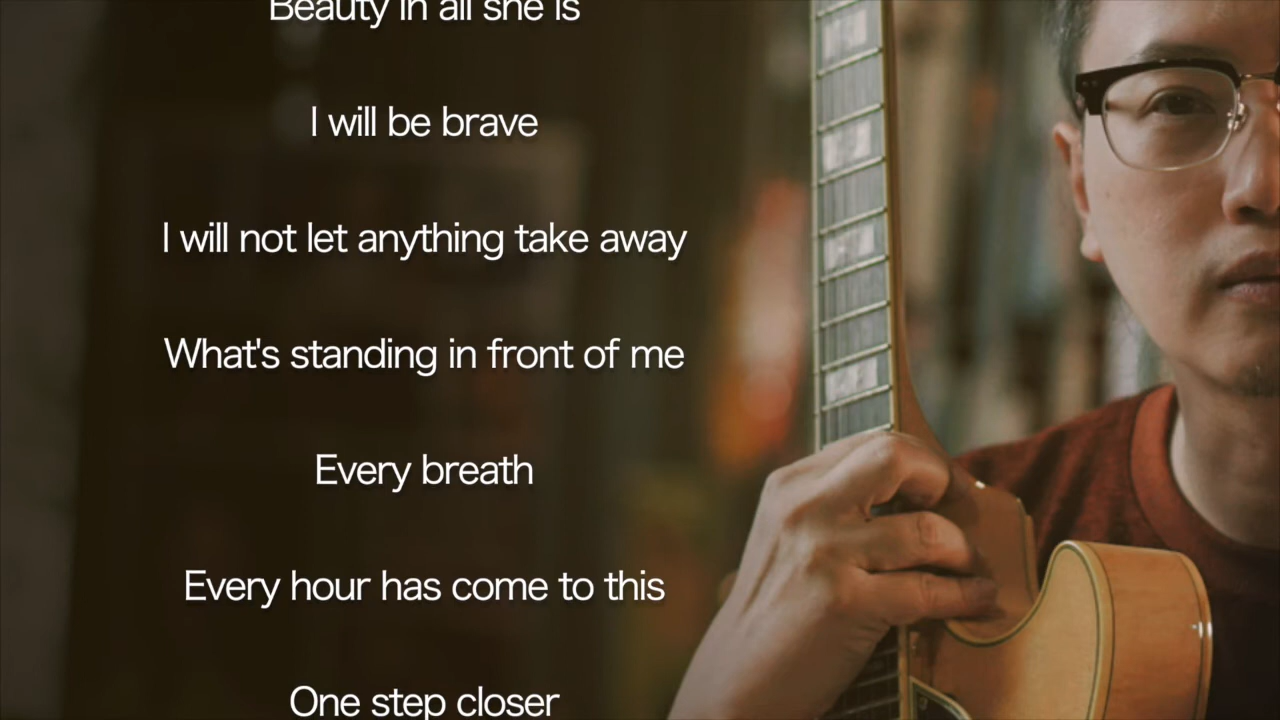 Beauty in all she is
I will be brave
I will not let anything take away
What's standing in front of me
Every breath
Every hour has come to this
One step closer